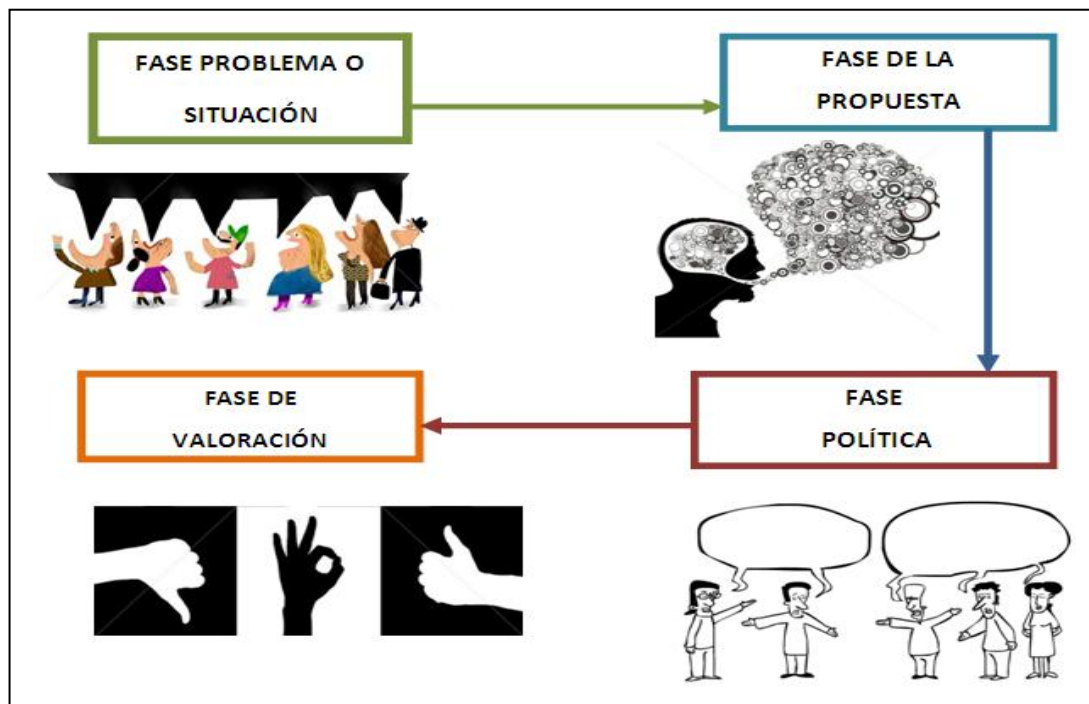 FASE PROBLEMA O
SITUACIÓN
FASE DE LA
PROPUESTA
FASE DE
VALORACIÓN
FASE
POLÍTICA